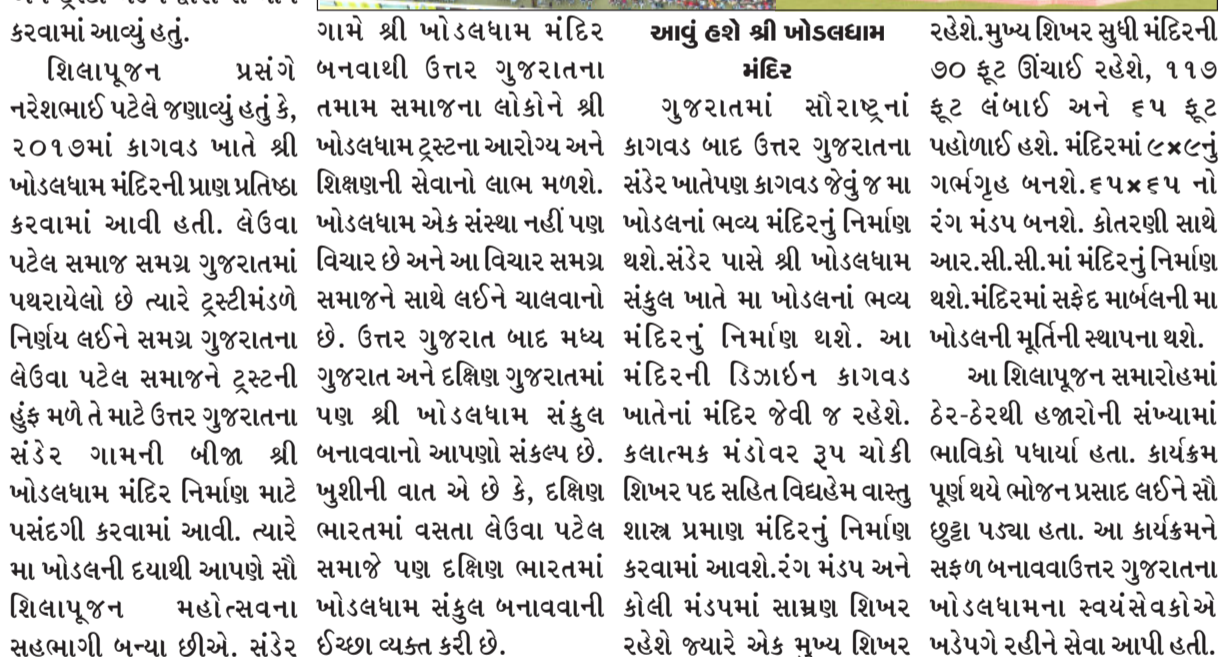 કરવામાં આવ્યું હતું.
શિલાપૂજન પ્રસંગે
નરેશભાઈ પટેલે જણાવ્યું હતું કે,
૨૦૧૭માં કાગવડ ખાતે શ્રી
ખોડલધામ મંદિરની પ્રાણ પ્રતિષ્ઠા
કરવામાં આવી હતી. લેઉવા
પટેલ સમાજ સમગ્ર ગુજરાતમાં
પથરાયેલો છે ત્યારે ટ્રસ્ટીમંડળે
નિર્ણય લઈને સમગ્ર ગુજરાતના
લેઉવા પટેલ સમાજને ટ્રસ્ટની
હુંફ મળે તે માટે ઉત્તર ગુજરાતના
સંડેર ગામની બીજા શ્રી
ખોડલધામ મંદિર નિર્માણ માટે
પસંદગી કરવામાં આવી. ત્યારે
મા ખોડલની દયાથી આપણે સૌ
શિલાપૂજન મહોત્સવના
સહભાગી બન્યા છીએ. સંડેર
ગામે શ્રી ખોડલધામ મંદિર
બનવાથી ઉત્તર ગુજરાતના
તમામ સમાજના લોકોને શ્રી
ખોડલધામ ટ્રસ્ટના આરોગ્ય અને
શિક્ષણની સેવાનો લાભ મળશે.
ખોડલધામ એક સંસ્થા નહીં પણ
વિચાર છે અને આ વિચાર સમગ્ર
સમાજને સાથે લઈને ચાલવાનો
છે. ઉત્તર ગુજરાત બાદ મધ્ય
ગુજરાત અને દક્ષિણ ગુજરાતમાં
પણ શ્રી ખોડલધામ સંકુલ
બનાવવાનો આપણો સંકલ્પ છે.
ખુશીની વાત એ છે કે, દક્ષિણ
ભારતમાં વસતા લેઉવા પટેલ
સમાજે પણ દક્ષિણ ભારતમાં
ખોડલધામ સંકુલ બનાવવાની
ઈચ્છા વ્યક્ત કરી છે.
આવું હશે શ્રી ખોડલધામ
મંદિર
ગુજરાતમાં સૌરાષ્ટ્રનાં
કાગવડ બાદ ઉત્તર ગુજરાતના
સંડેર ખાતેપણ કાગવડ જેવું જ મા
ખોડલનાં ભવ્ય મંદિરનું નિર્માણ
થશે.સંડેર પાસે શ્રી ખોડલધામ
સંકુલ ખાતે મા ખોડલનાં ભવ્ય
મંદિરનું નિર્માણ થશે. આ
મંદિરની ડિઝાઇન કાગવડ
ખાતેનાં મંદિર જેવી જ રહેશે.
કલાત્મક મંડોવર રૂપ ચોકી
શિખર પદ સહિત વિદ્યહેમ વાસ્તુ
શાસ્ત્ર પ્રમાણ મંદિરનું નિર્માણ
કરવામાં આવશે.રંગ મંડપ અને
કોલી મંડપમાં સામ્રણ શિખર
રહેશે જ્યારે એક મુખ્ય શિખર
રહેશે.મુખ્ય શિખર સુધી મંદિરની
૭૦ ફૂટ ઊંચાઈ રહેશે, ૧૧૭
ફૂટ લંબાઈ અને ૬૫ ફૂટ
પહોળાઈ હશે. મંદિરમાં ૯×૯નું
ગર્ભગૃહ બનશે.૬૫×૬૫ નો
રંગ મંડપ બનશે. કોતરણી સાથે
આર.સી.સી.માં મંદિરનું નિર્માણ
થશે.મંદિરમાં સફેદ માર્બલની મા
ખોડલની મૂર્તિની સ્થાપના થશે.
આ શિલાપૂજન સમારોહમાં
ઠેર-ઠેરથી હજારોની સંખ્યામાં
ભાવિકો પધાર્યા હતા. કાર્યક્રમ
પૂર્ણ થયે ભોજન પ્રસાદ લઈને સૌ
છુટ્ટા પડ્યા હતા. આ કાર્યક્રમને
સફળ બનાવવાઉત્તર ગુજરાતના
ખોડલધામના સ્વયંસેવકોએ
ખડેપગે રહીને સેવા આપી હતી.